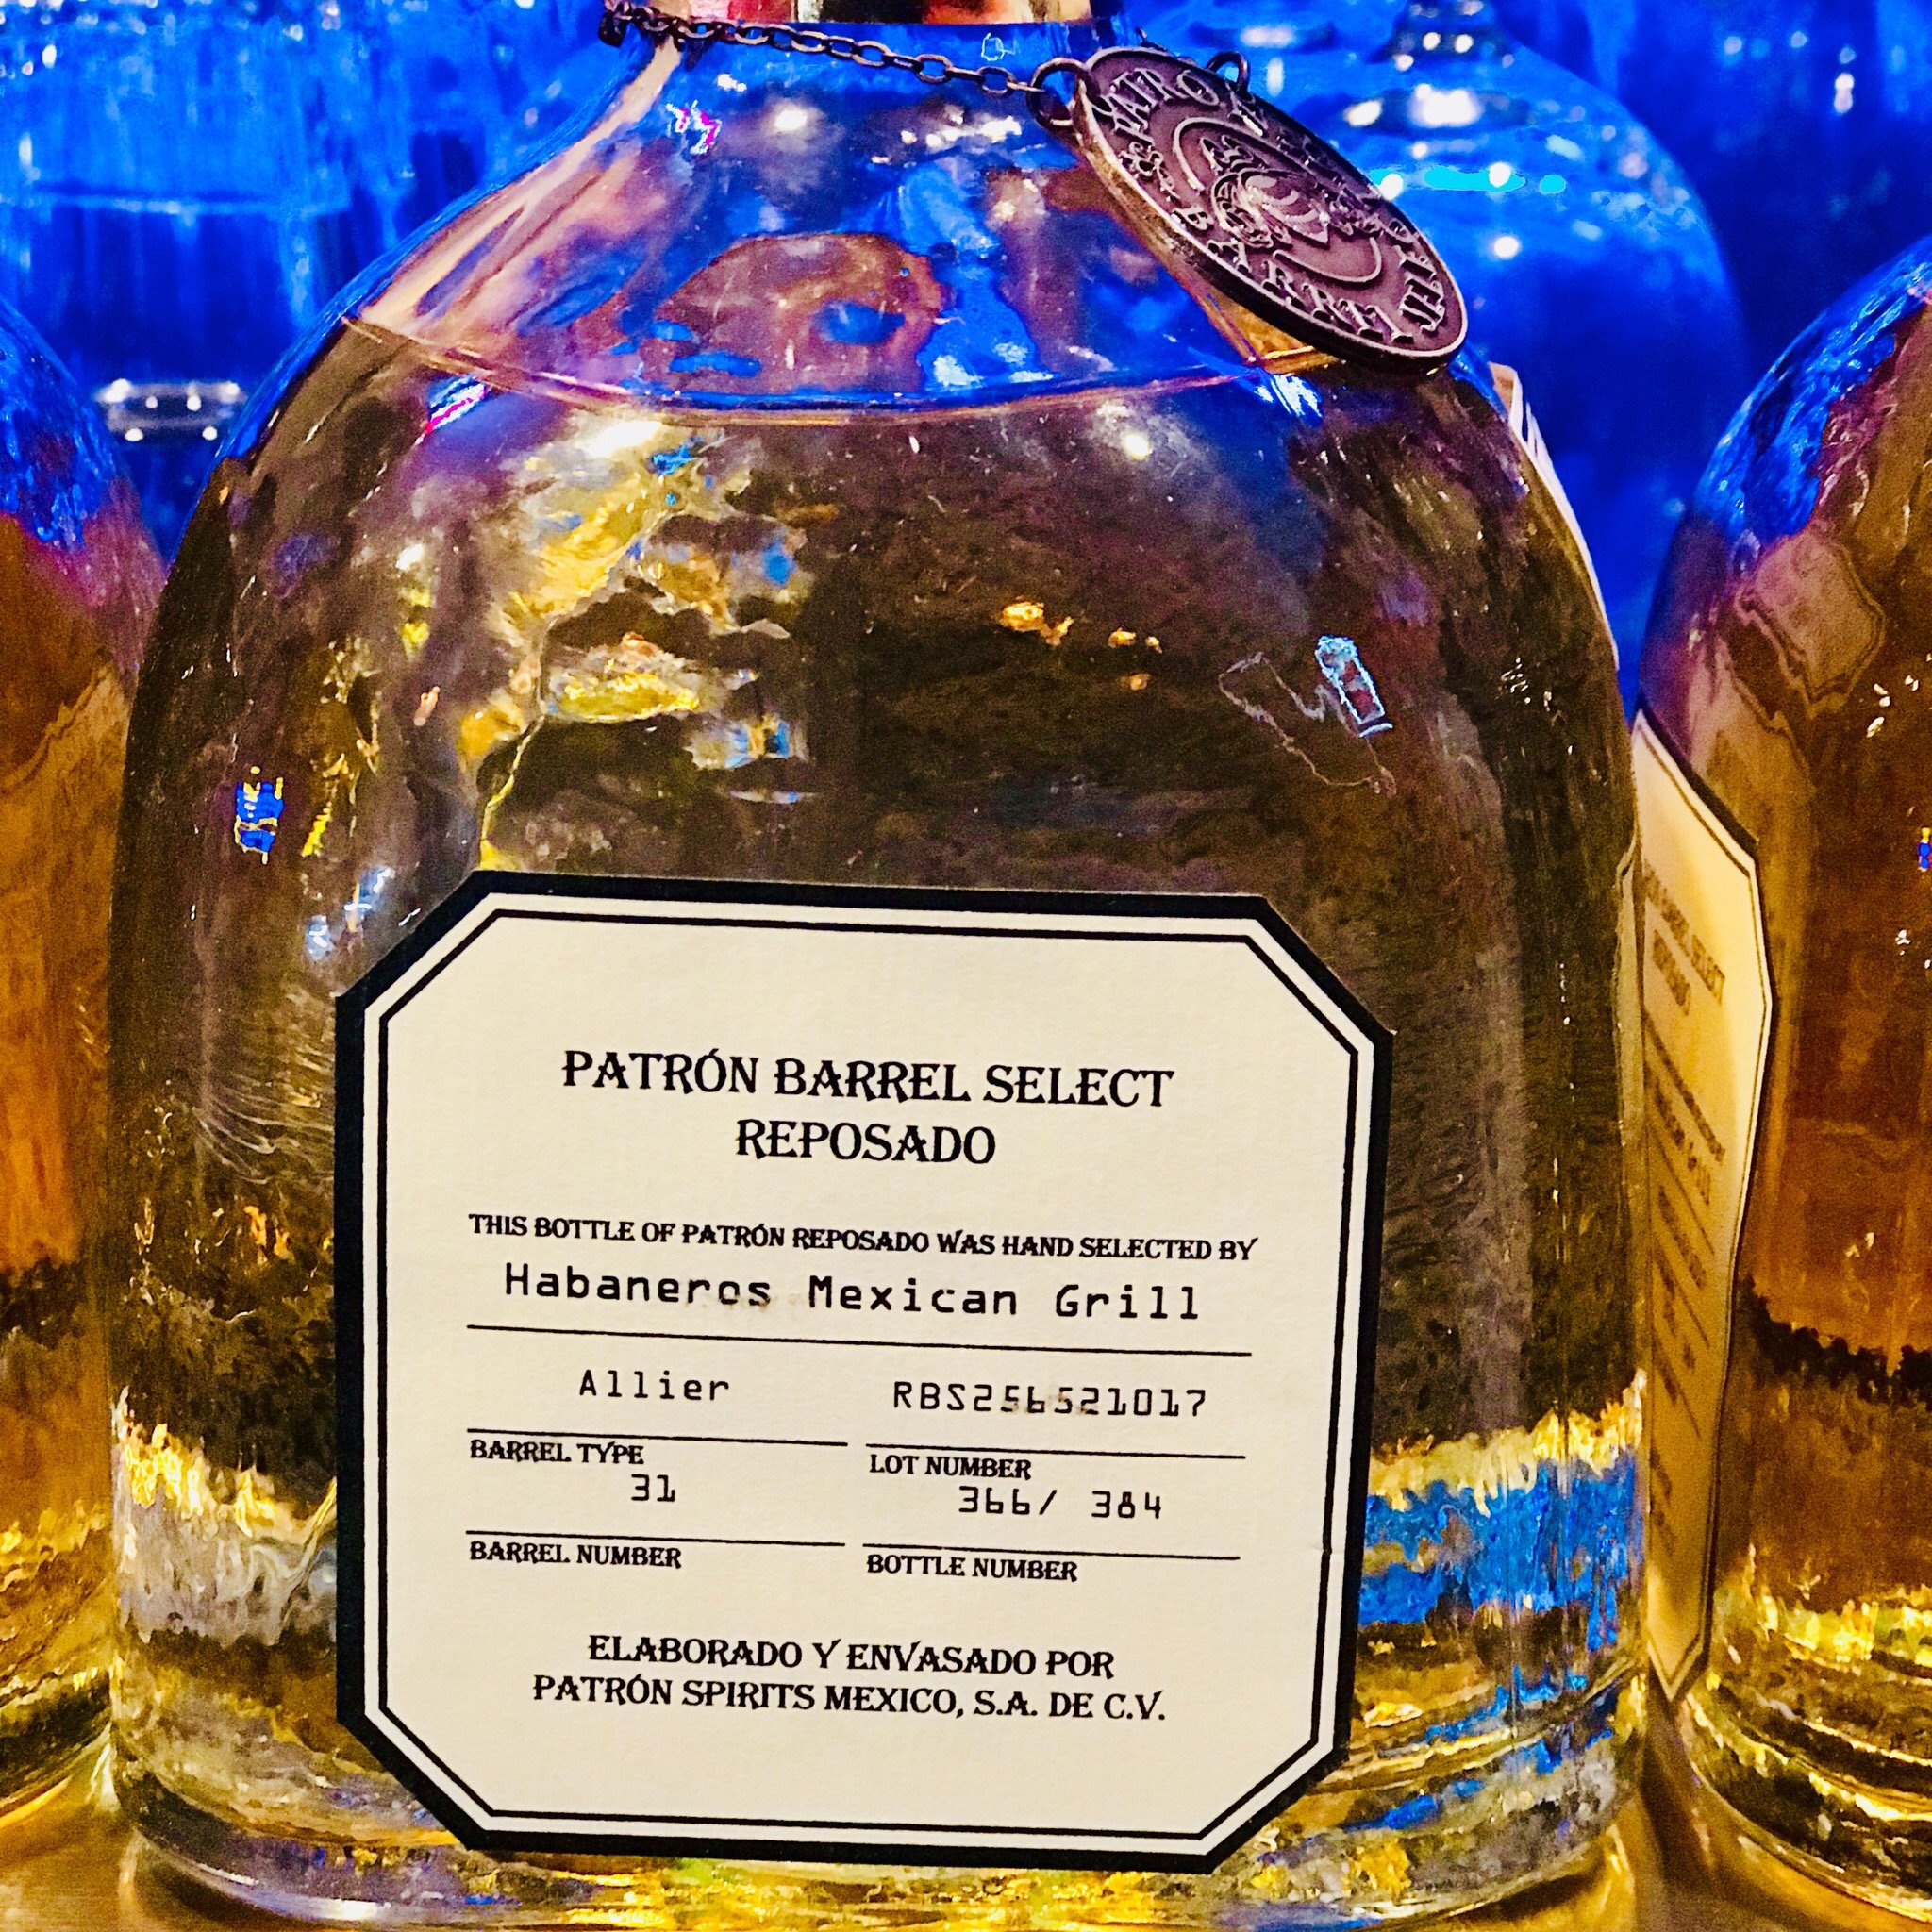 PATRÓN BARREL SELECT
REPOSADO
THIS BOTTLE OF PATRÓN REPOSADO WAS HAND SELECTED BY
Habaneros Mexican Grill
Allier RBS256521017
BARREL TYPE LOT NUMBER
31 366/ 384
BARREL NUMBER BOTTLE NUMBER
ELABORADO Y ENVASADO POR
PATRÓN SPIRITS MEXICO, S.A. DE C.V.